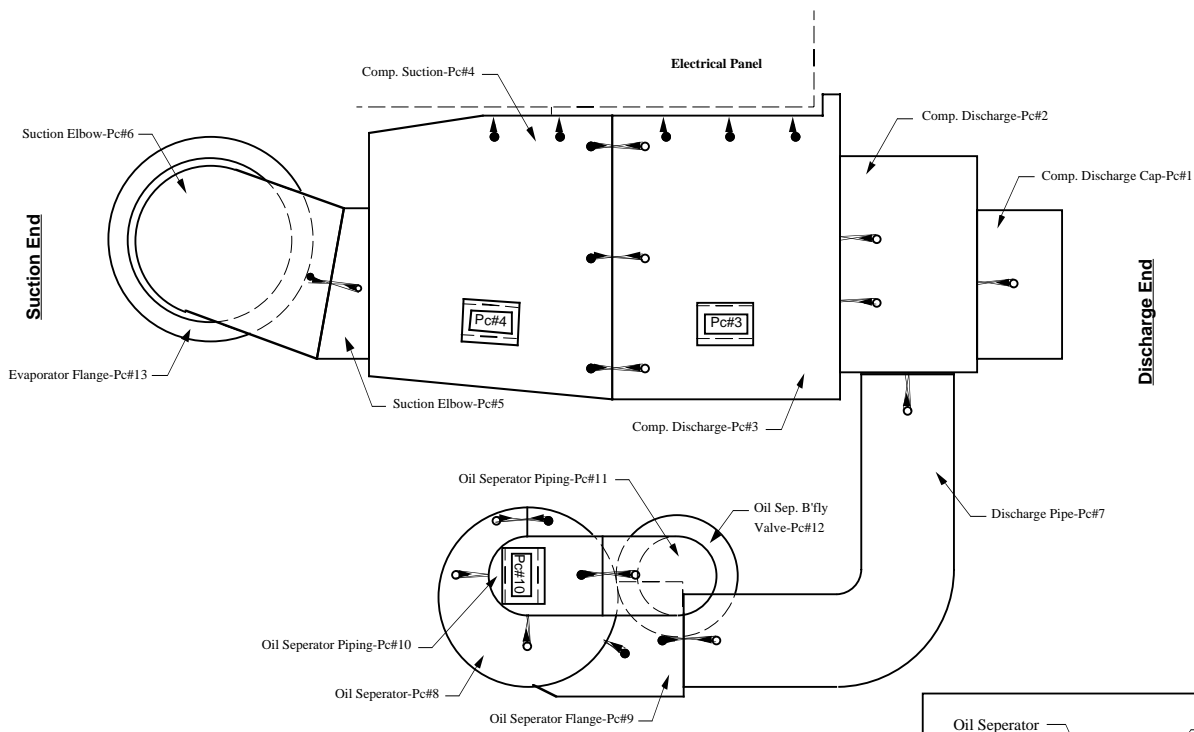 Electrical Panel
Comp. Suction-Pc#4
Comp. Discharge-Pc#2
Suction Elbow-Pc#6
Comp. Discharge Cap-Pc#1
Suction End
Discharge End
Pc#4
Pc#3
Evaporator Flange-Pc#13
Suction Elbow-Pc#5
Comp. Discharge-Pc#3
Oil Seperator Piping-Pc#11
Oil Sep. B'fly
Valve-Pc#12
Discharge Pipe-Pc#7
Pc#10
Oil Seperator Piping-Pc#10
Oil Seperator-Pc#8
Oil Seperator Flange-Pc#9
Oil Seperator